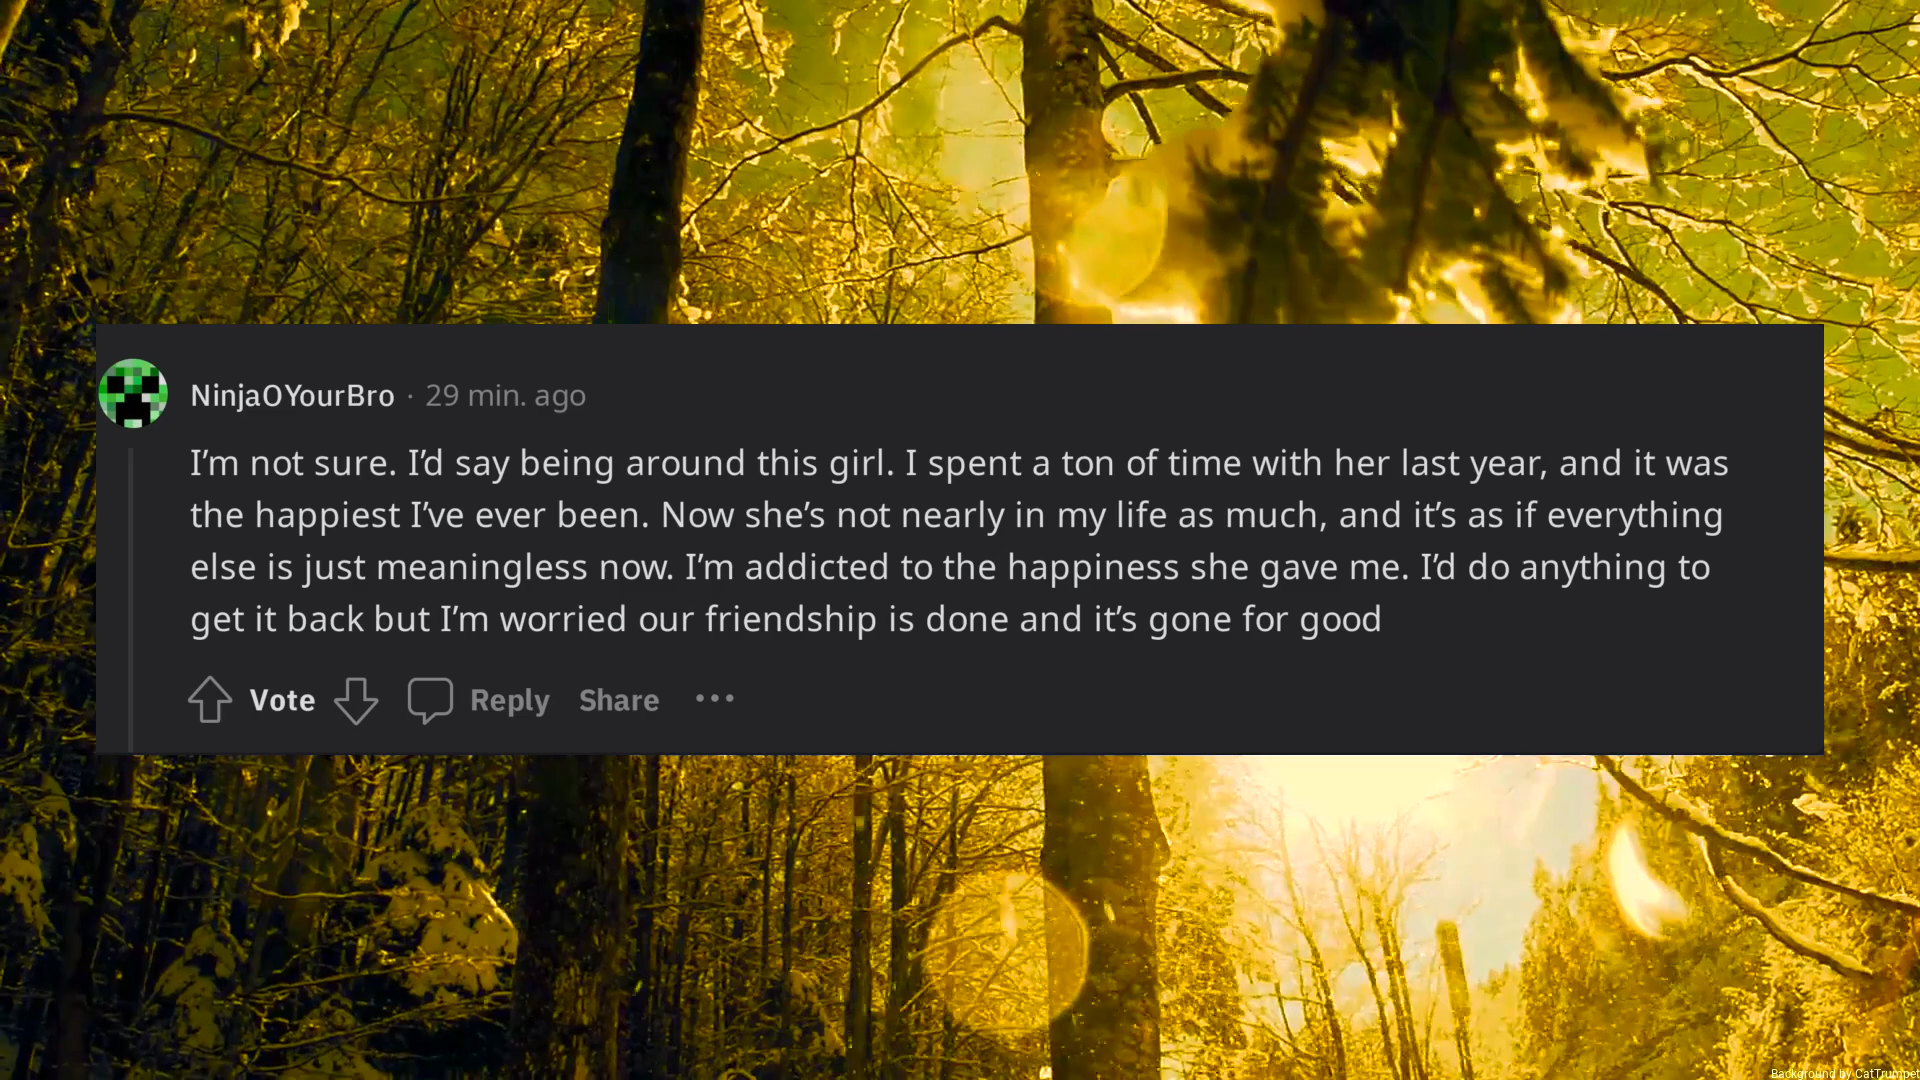 NinjaOYourBro · 29 min. ago
I’m not sure. I’d say being around this girl. I spent a ton of time with her last year, and it was
the happiest I’ve ever been. Now she’s not nearly in my life as much, and it’s as if everything
else is just meaningless now. I’m addicted to the happiness she gave me. I’d do anything to
get it back but I’m worried our friendship is done and it’s gone for good
Vote Reply Share •••
Background by CatTrumpet